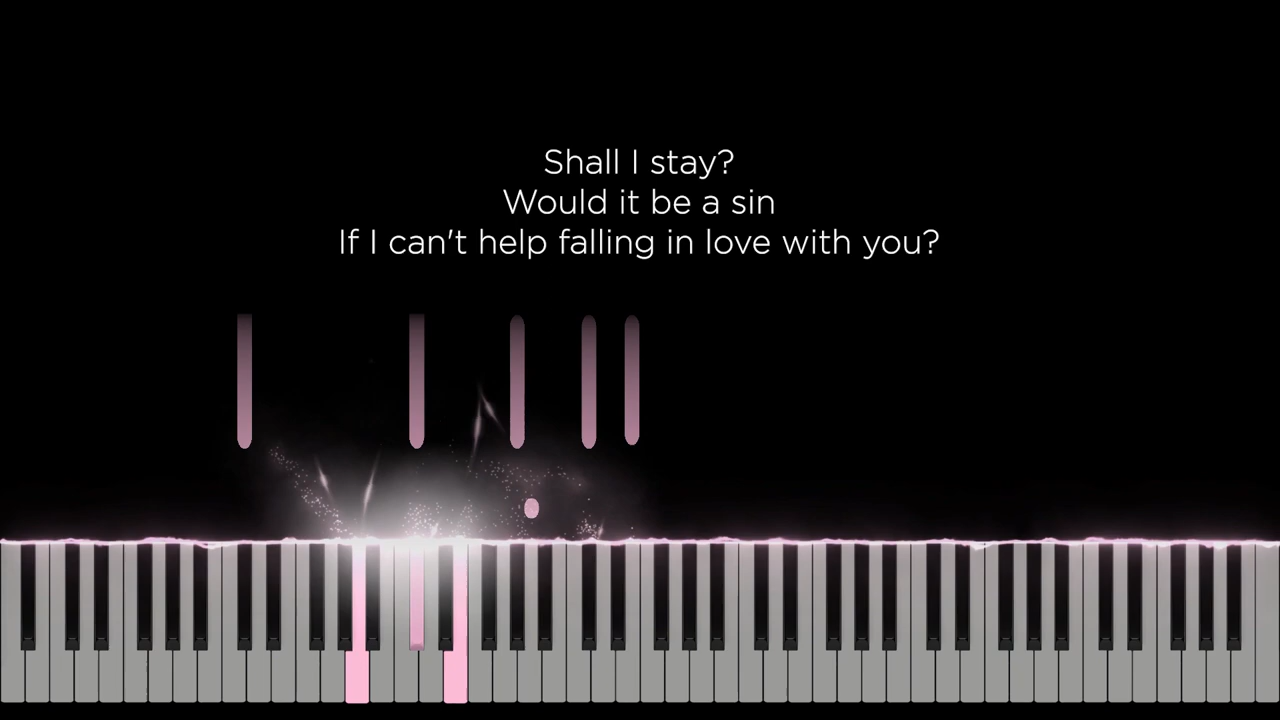 Shall I stay?
Would it be a sin
If I can't help falling in love with you?